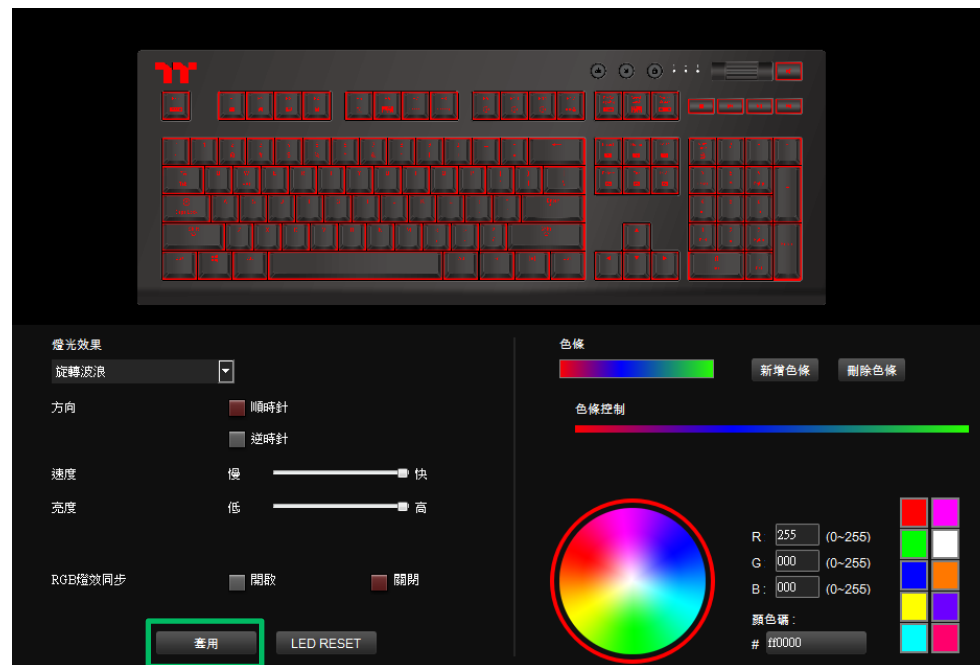 燈光效果
旋轉波浪
方向
順時針
逆時針
速度 慢 快
亮度 低 高
RGB燈效同步 開啟 關閉
套用 LED RESET
色條
新增色條 刪除色條
色條控制
R: 255 (0~255)
G: 000 (0~255)
B: 000 (0~255)
顏色碼:
# ff0000